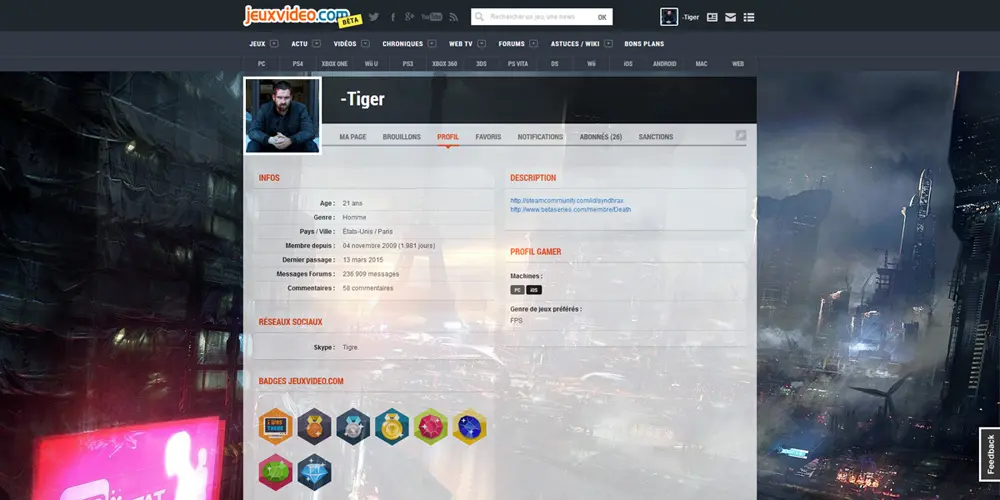 jeuxvideo.com
BÊTA
Rechercher un jeu, une news
OK
-Tiger
JEUX ACTU VIDÉOS CHRONIQUES WEB TV FORUMS ASTUCES / WIKI BONS PLANS
PC PS4 XBOX ONE Wii U PS3 XBOX 360 3DS PS VITA DS Wii iOS ANDROID MAC WEB
-Tiger
MA PAGE BROUILLONS PROFIL FAVORIS NOTIFICATIONS ABONNÉS (26) SANCTIONS
INFOS
Age : 21 ans
Genre : Homme
Pays / Ville : États-Unis / Paris
Membre depuis : 04 novembre 2009 (1.961 jours)
Dernier passage : 13 mars 2015
Messages Forums : 236.909 messages
Commentaires : 58 commentaires
RÉSEAUX SOCIAUX
Skype : Tigre.
BADGES JEUXVIDEO.COM
DESCRIPTION
http://steamcommunity.com/id/syndhrax
http://www.betaseries.com/membre/Death
PROFIL GAMER
Machines :
PC iOS
Genre de jeux préférés :
FPS
Feedback